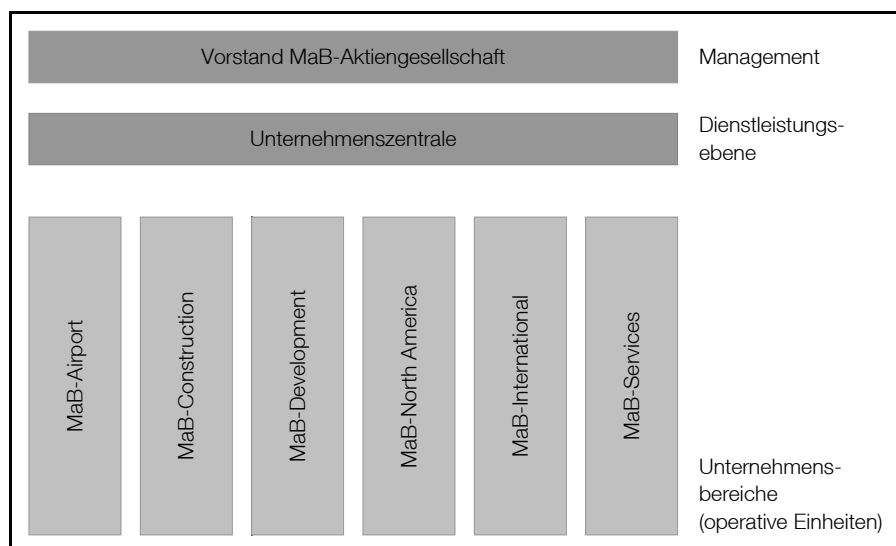 Vorstand MaB-Aktiengesellschaft
Management
Unternehmenszentrale
Dienstleistungs-
ebene
MaB-Airport
MaB-Construction
MaB-Development
MaB-North America
MaB-International
MaB-Services
Unternehmens-
bereiche
(operative Einheiten)